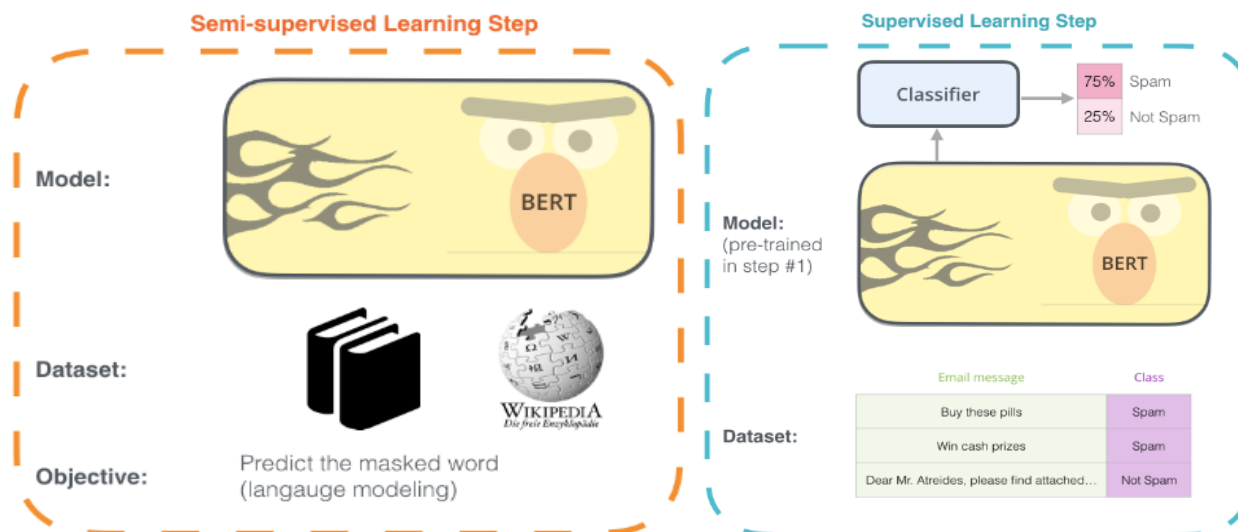 Semi-supervised Learning Step
Model:
BERT
Dataset:
WIKIPEDIA
Die freie Enzyklopädie
Objective:
Predict the masked word
(langauge modeling)
Supervised Learning Step
Classifier
75% Spam
25% Not Spam
Model:
(pre-trained
in step #1)
BERT
Dataset:
Email message Class
Buy these pills Spam
Win cash prizes Spam
Dear Mr. Atreides, please find attached... Not Spam